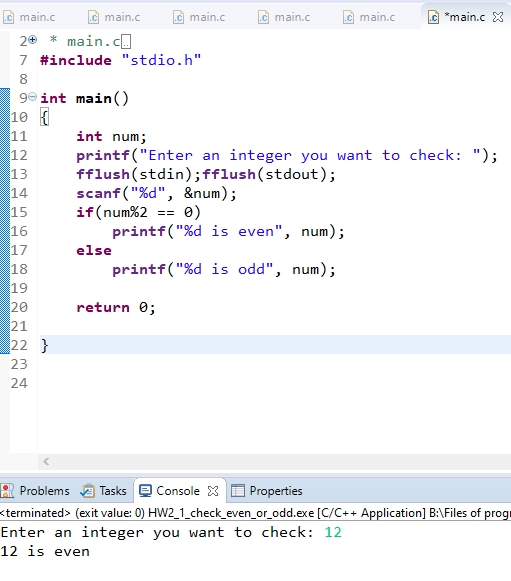 main.c main.c main.c main.c main.c *main.c
2 * main.c
7 #include "stdio.h"
8
9 int main()
10 {
11     int num;
12     printf("Enter an integer you want to check: ");
13     fflush(stdin);fflush(stdout);
14     scanf("%d", &num);
15     if(num%2 == 0)
16         printf("%d is even", num);
17     else
18         printf("%d is odd", num);
19
20     return 0;
21
22 }
23
24
Problems Tasks Console Properties
<terminated> (exit value: 0) HW2_1_check_even_or_odd.exe [C/C++ Application] B:\Files of progr
Enter an integer you want to check: 12
12 is even